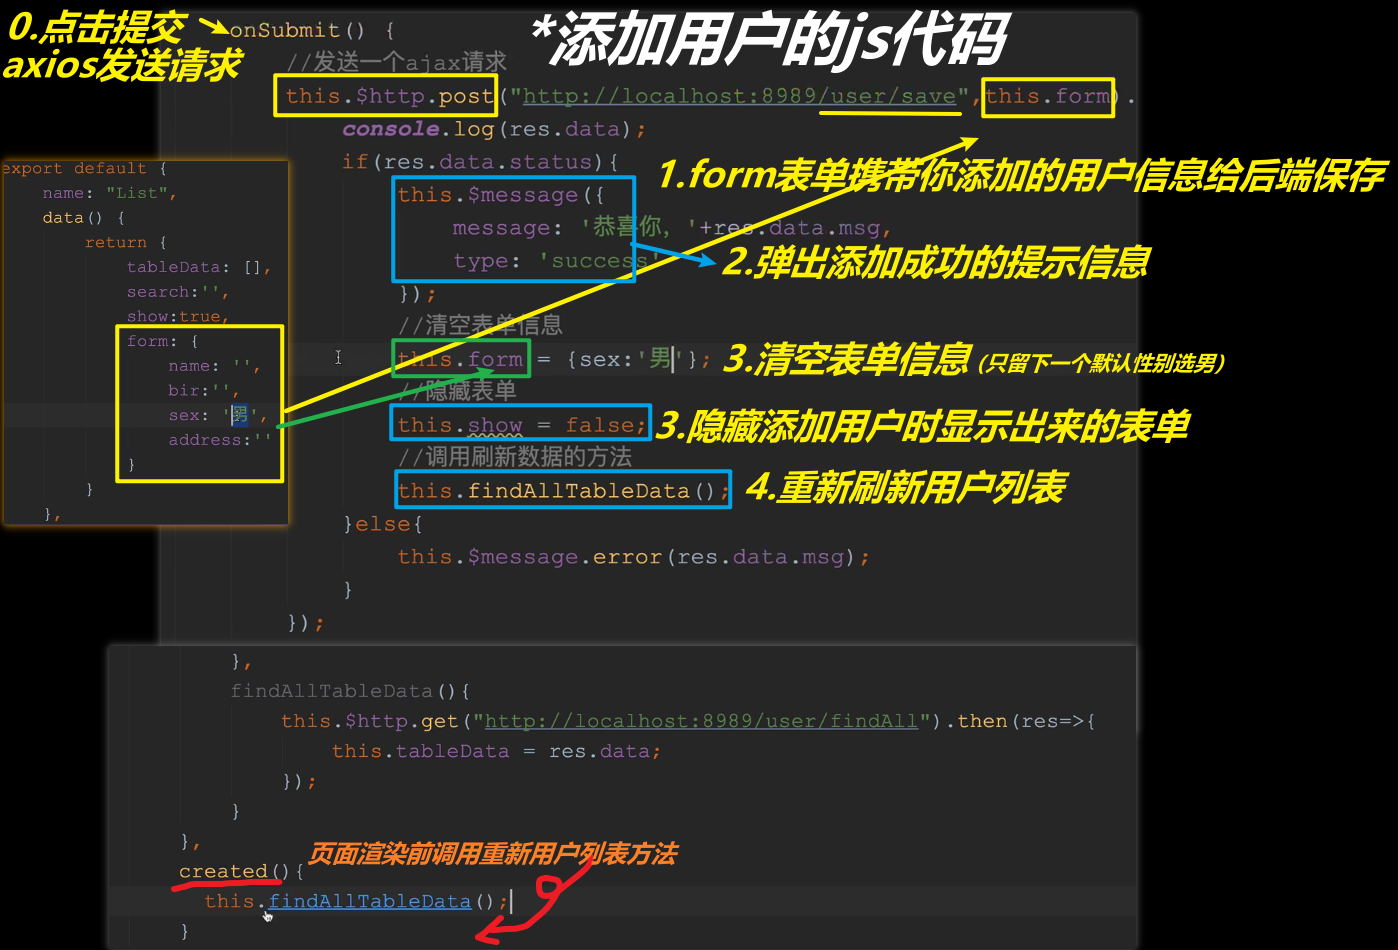 *添加用户的js代码
0.点击提交
axios发送请求
onSubmit() {
//发送一个ajax请求
this.$http.post("http://localhost:8989/user/save",this.form).
console.log(res.data);
if(res.data.status){
this.$message({
message: '恭喜你, '+res.data.msg,
type: 'success'
});
//清空表单信息
this.form = {sex:'男'};
//隐藏表单
this.show = false;
//调用刷新数据的方法
this.findAllTableData();
}else{
this.$message.error(res.data.msg);
}
});
1.form表单携带你添加的用户信息给后端保存
2.弹出添加成功的提示信息
3.清空表单信息 (只留下一个默认性别选男)
3.隐藏添加用户时显示出来的表单
4.重新刷新用户列表
export default {
name: "List",
data() {
return {
tableData: [],
search:'',
show:true,
form: {
name: '',
bir:'',
sex: '男',
address:''
}
}
},
},
findAllTableData(){
this.$http.get("http://localhost:8989/user/findAll").then(res=>{
this.tableData = res.data;
});
}
},
页面渲染前调用重新用户列表方法
created(){
this.findAllTableData();
}